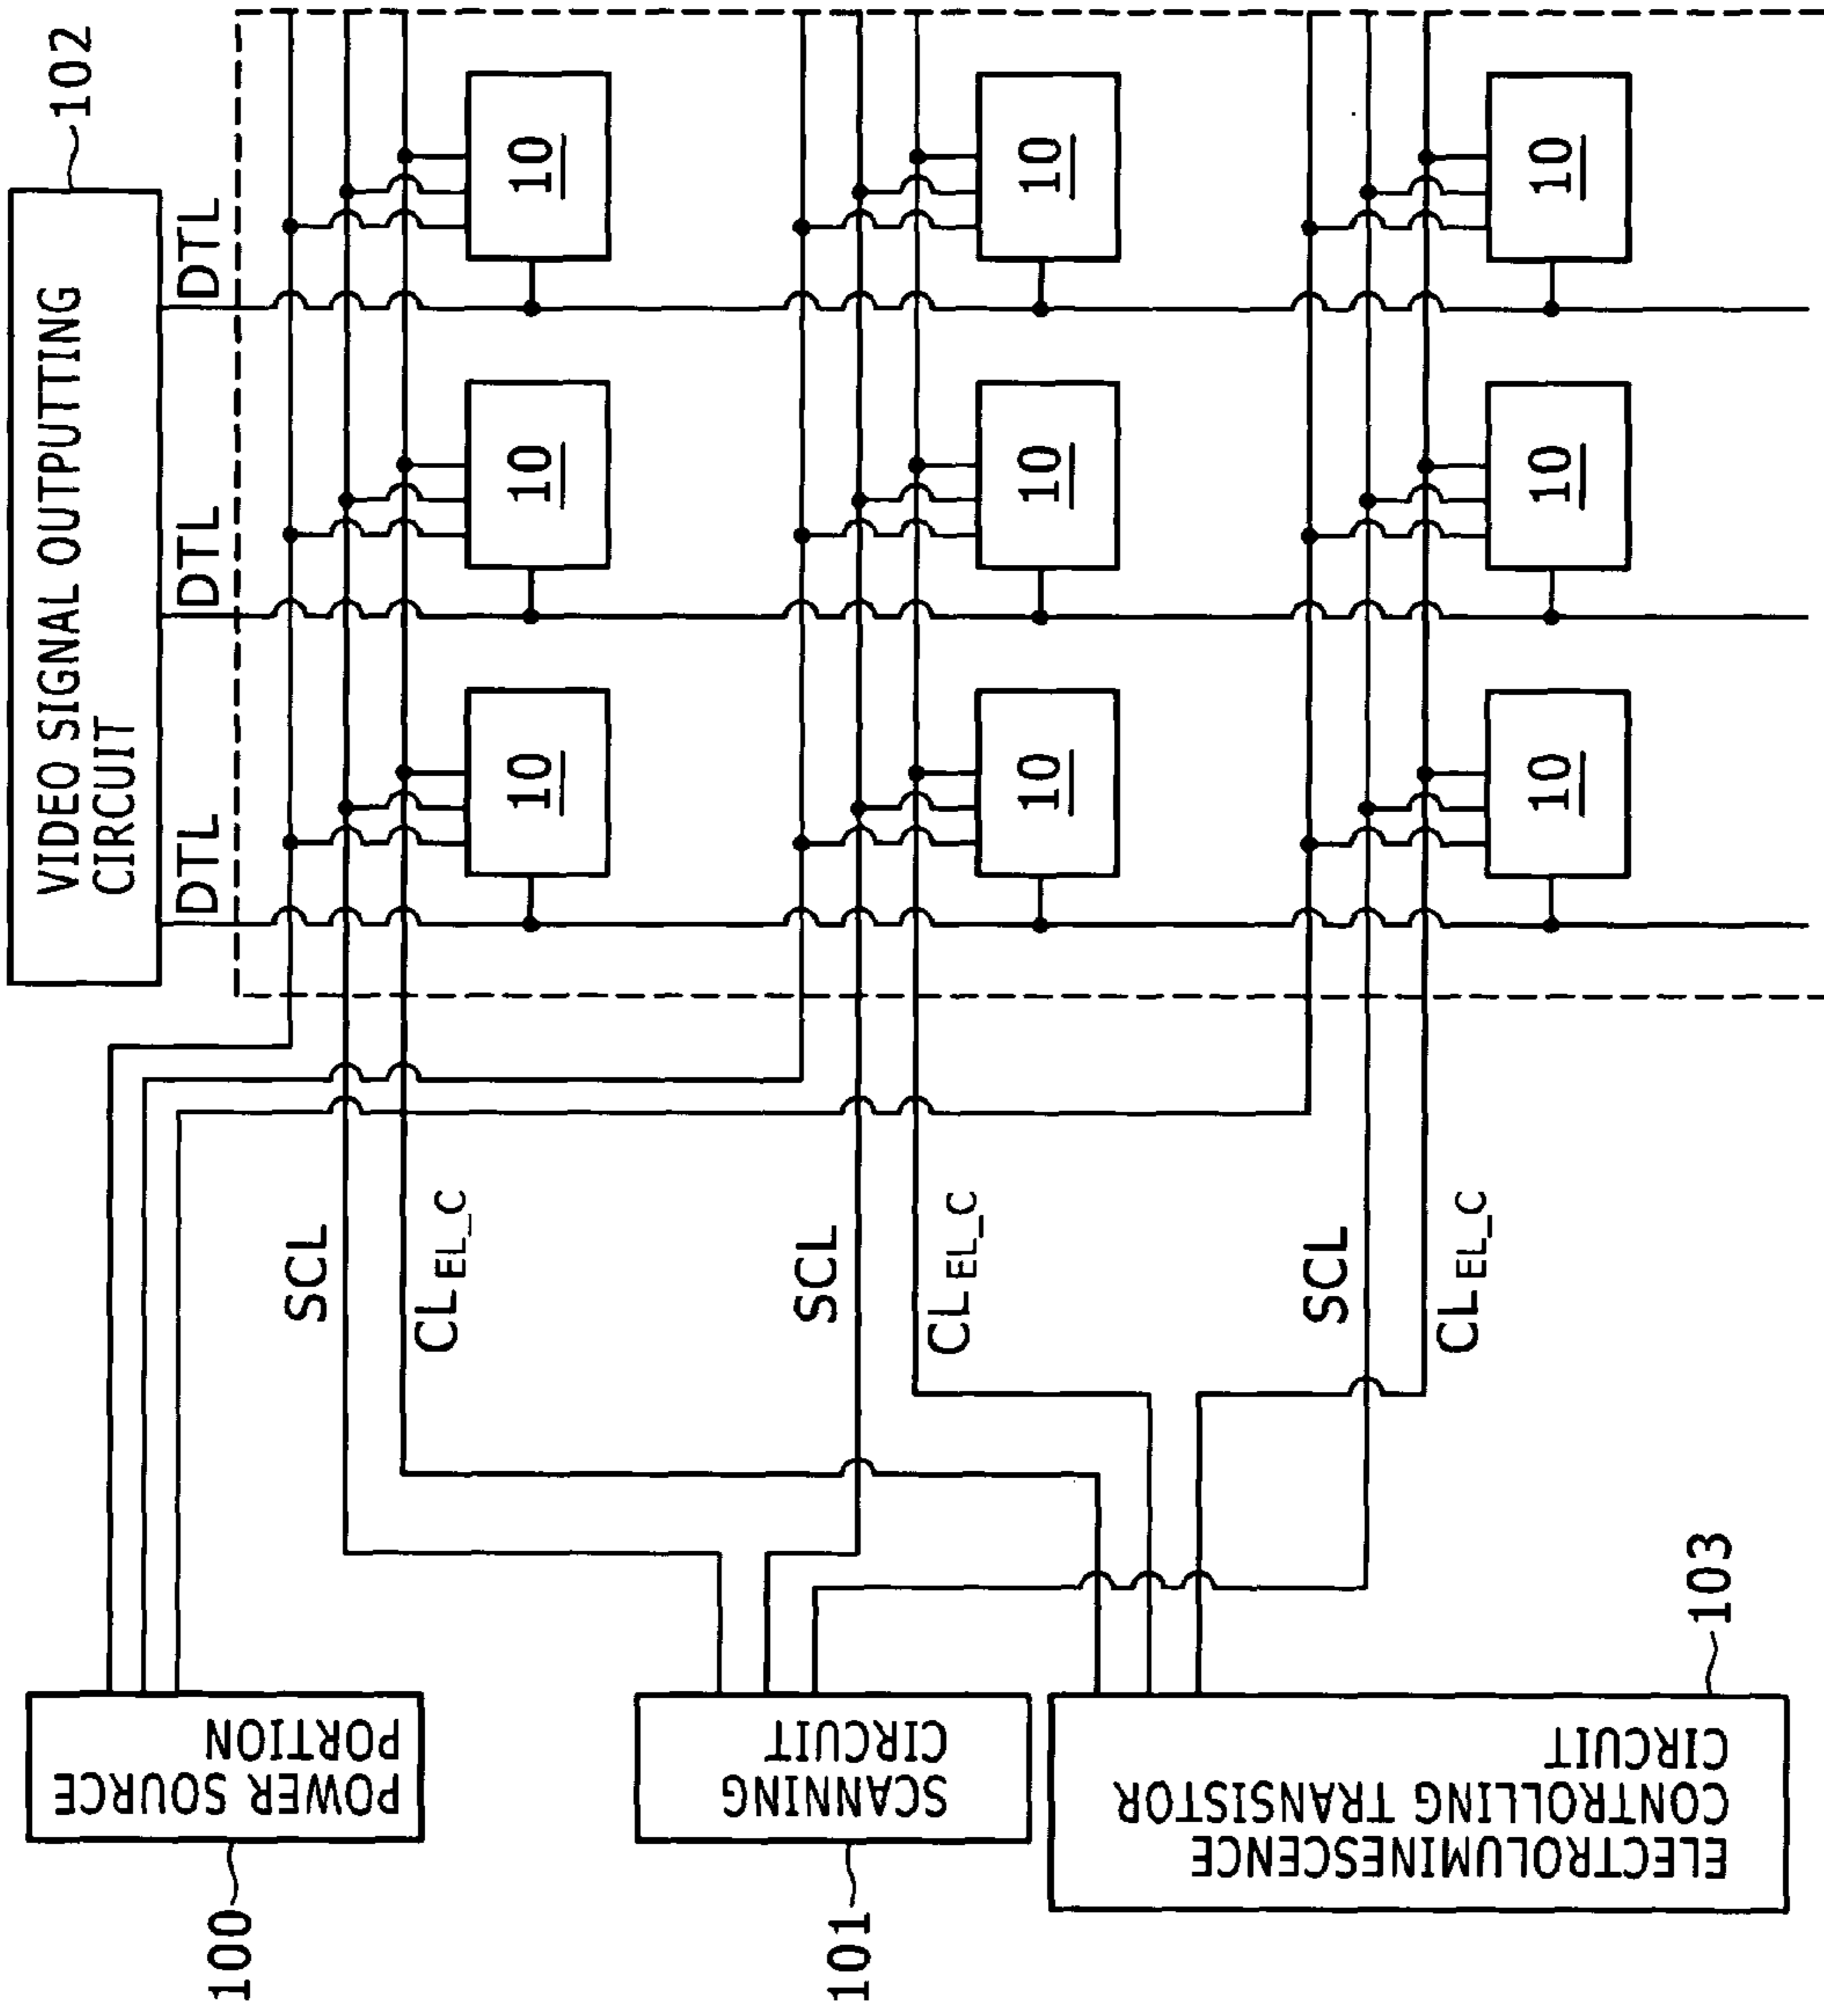 102
VIDEO SIGNAL OUTPUTTING
CIRCUIT
DTL
DTL
DTL
10
10
10
10
10
10
10
10
10
SCL
CLEL_C
SCL
CLEL_C
SCL
CLEL_C
POWER SOURCE
PORTION
100
SCANNING
CIRCUIT
101
ELECTROLUMINESCENCE
CONTROLLING TRANSISTOR
CIRCUIT
103